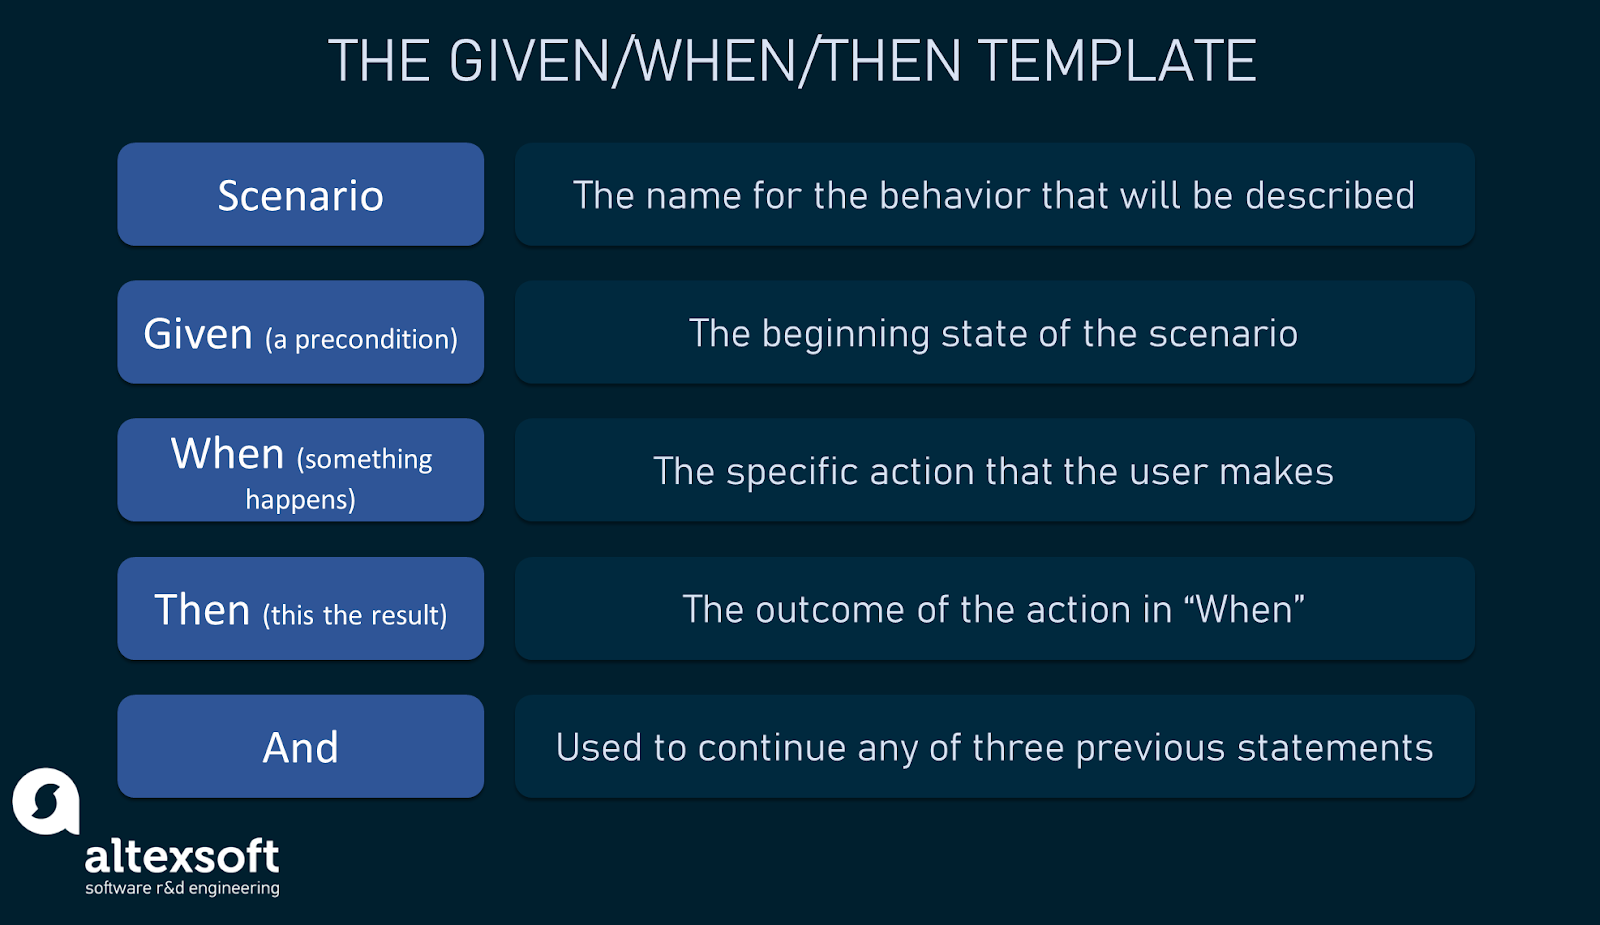 THE GIVEN/WHEN/THEN TEMPLATE
Scenario
The name for the behavior that will be described
Given (a precondition)
The beginning state of the scenario
When (something
happens)
The specific action that the user makes
Then (this the result)
The outcome of the action in “When”
And
Used to continue any of three previous statements
altexsoft
software r&d engineering